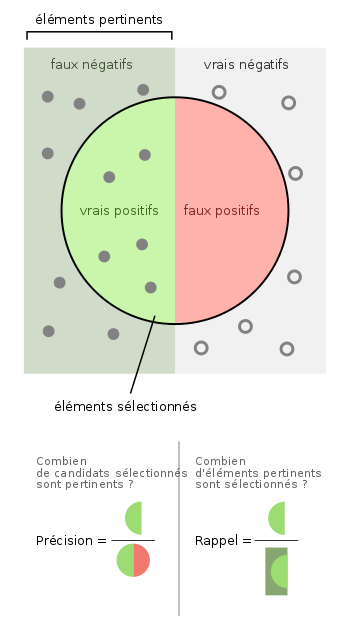 éléments pertinents
faux négatifs
vrais négatifs
vrais positifs
faux positifs
éléments sélectionnés
Combien
de candidats sélectionnés
sont pertinents ?
Précision =
Combien
d'éléments pertinents
sont sélectionnés ?
Rappel =